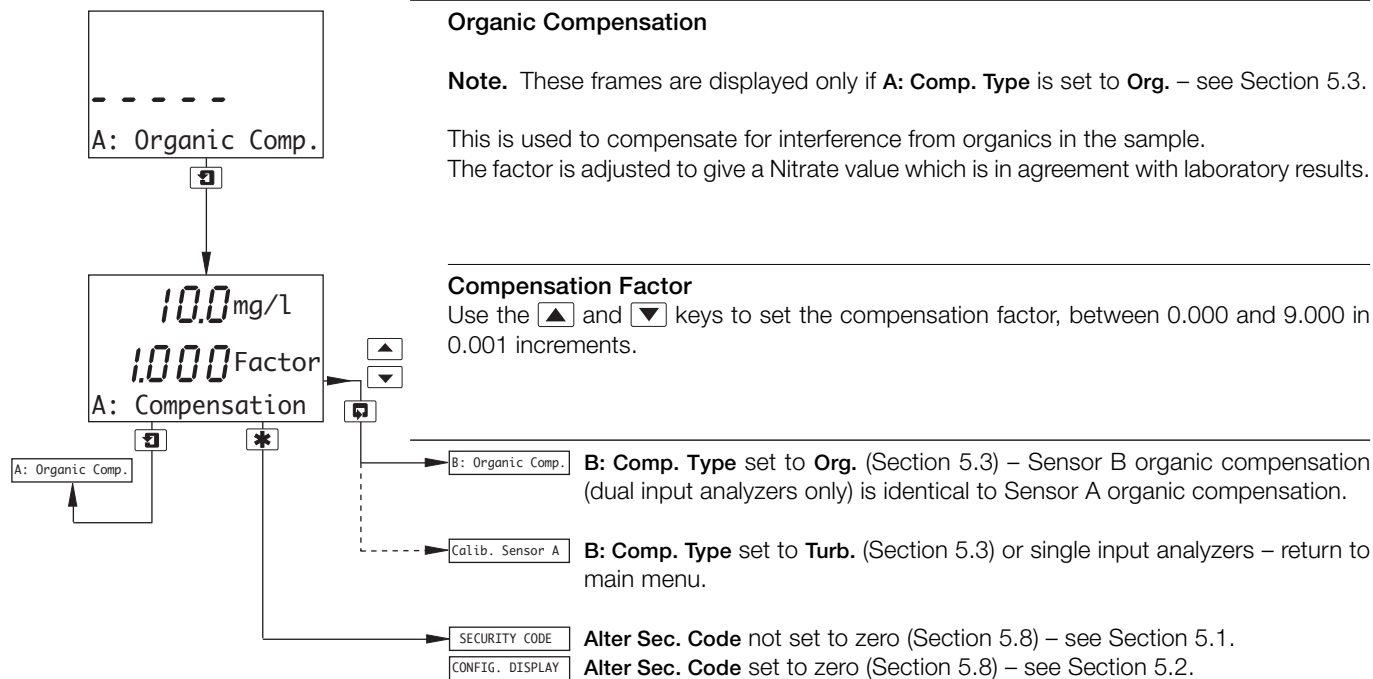 Organic Compensation
Note. These frames are displayed only if A: Comp. Type is set to Org. – see Section 5.3.
This is used to compensate for interference from organics in the sample.
The factor is adjusted to give a Nitrate value which is in agreement with laboratory results.
- - - - -
A: Organic Comp.
Compensation Factor
Use the ▲ and ▼ keys to set the compensation factor, between 0.000 and 9.000 in
0.001 increments.
10.0 mg/l
1.000 Factor
A: Compensation
A: Organic Comp.
B: Organic Comp.
B: Comp. Type set to Org. (Section 5.3) – Sensor B organic compensation
(dual input analyzers only) is identical to Sensor A organic compensation.
Calib. Sensor A
B: Comp. Type set to Turb. (Section 5.3) or single input analyzers – return to
main menu.
SECURITY CODE
Alter Sec. Code not set to zero (Section 5.8) – see Section 5.1.
CONFIG. DISPLAY
Alter Sec. Code set to zero (Section 5.8) – see Section 5.2.